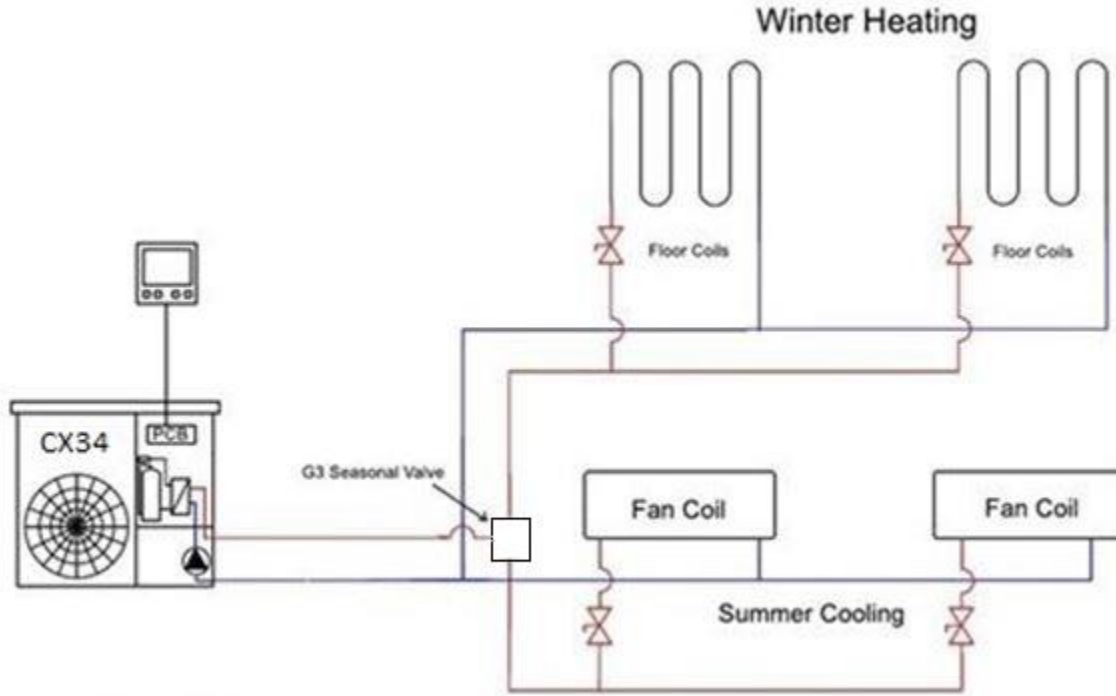 Winter Heating
Floor Coils
Floor Coils
CX34
PCB
G3 Seasonal Valve
Fan Coil
Fan Coil
Summer Cooling